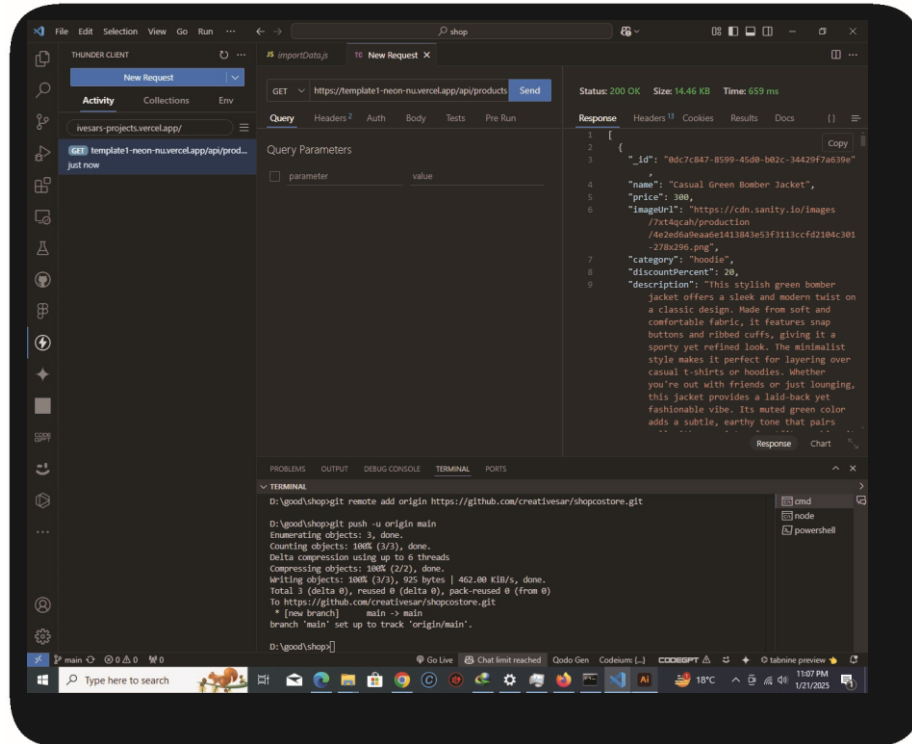 File Edit Selection View Go Run ...
shop
THUNDER CLIENT
New Request
Activity Collections Env
ivesars-projects.vercel.app/
GET template1-neon-nu.vercel.app/api/prod...
just now
JS importData.js TC New Request
GET https://template1-neon-nu.vercel.app/api/products Send
Query Headers 2 Auth Body Tests Pre Run
Query Parameters
parameter value
Status: 200 OK Size: 14.46 KB Time: 659 ms
Response Headers 13 Cookies Results Docs {}
Copy
1 [
2 {
3 "_id": "0dc7c847-8599-45d0-b02c-34429f7a639e"
,
4 "name": "Casual Green Bomber Jacket",
5 "price": 300,
6 "imageUrl": "https://cdn.sanity.io/images
/7xt4qcah/production
/4e2ed6a9eaa6e1413843e53f3113ccfd2104c301
-278x296.png",
7 "category": "hoodie",
8 "discountPercent": 20,
9 "description": "This stylish green bomber
jacket offers a sleek and modern twist on
a classic design. Made from soft and
comfortable fabric, it features snap
buttons and ribbed cuffs, giving it a
sporty yet refined look. The minimalist
style makes it perfect for layering over
casual t-shirts or hoodies. Whether
you're out with friends or just lounging,
this jacket provides a laid-back yet
fashionable vibe. Its muted green color
adds a subtle, earthy tone that pairs
Response Chart
PROBLEMS OUTPUT DEBUG CONSOLE TERMINAL PORTS
TERMINAL
D:\good\shop>git remote add origin https://github.com/creativesar/shopcostore.git
D:\good\shop>git push -u origin main
Enumerating objects: 3, done.
Counting objects: 100% (3/3), done.
Delta compression using up to 6 threads
Compressing objects: 100% (2/2), done.
Writing objects: 100% (3/3), 925 bytes | 462.00 KiB/s, done.
Total 3 (delta 0), reused 0 (delta 0), pack-reused 0 (from 0)
To https://github.com/creativesar/shopcostore.git
* [new branch] main -> main
branch 'main' set up to track 'origin/main'.
D:\good\shop>
cmd
node
powershell
CODE
GPT
main 0 0 0 Go Live Chat limit reached Qodo Gen Codeium: {...} CODEGPT tabnine preview
Type here to search
Ai
18°C
11:07 PM
1/21/2025